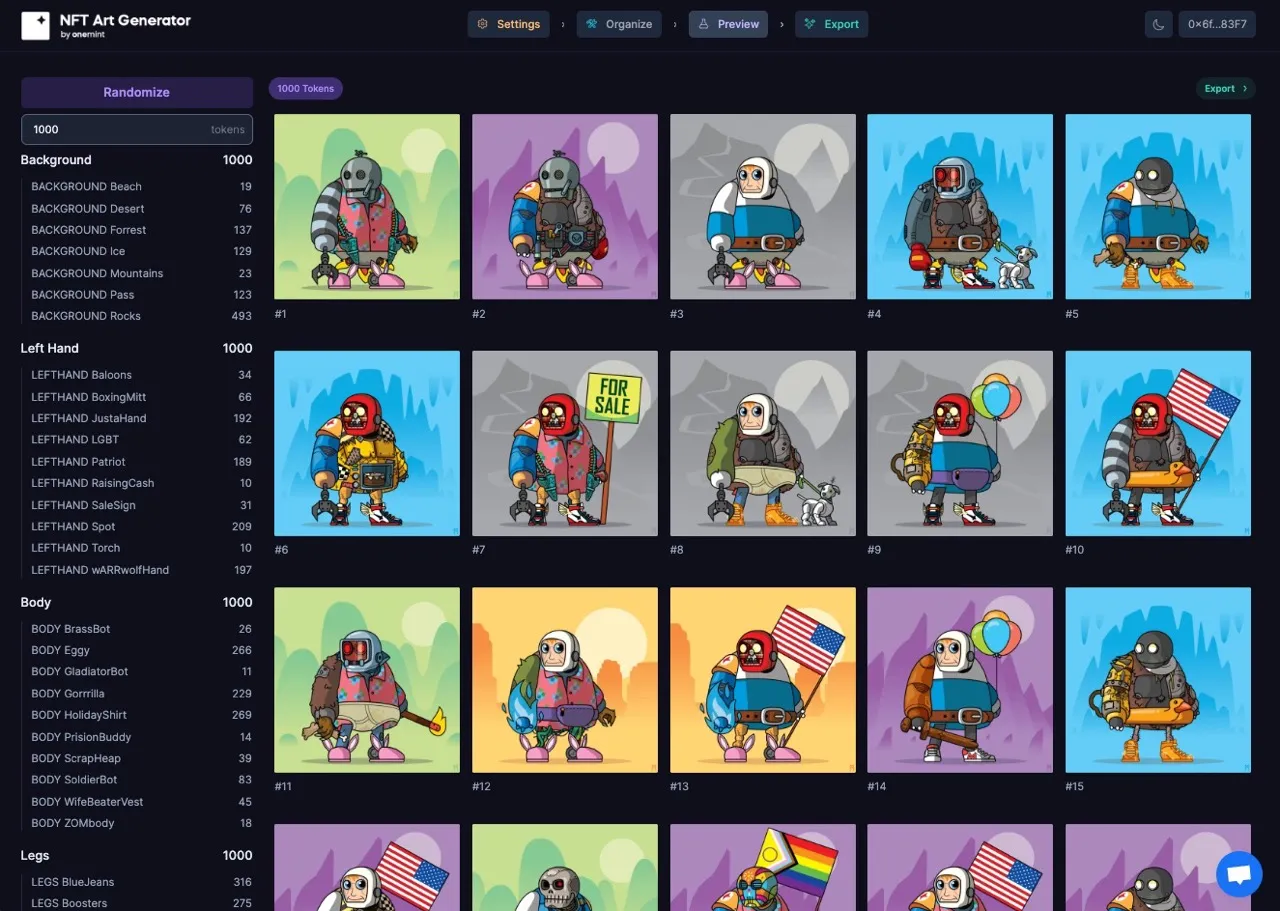 NFT Art Generator
by onemint
Settings › Organize › Preview › Export
0×6f...83F7
Randomize
1000 tokens
Background 1000
BACKGROUND Beach 19
BACKGROUND Desert 76
BACKGROUND Forrest 137
BACKGROUND Ice 129
BACKGROUND Mountains 23
BACKGROUND Pass 123
BACKGROUND Rocks 493
Left Hand 1000
LEFTHAND Baloons 34
LEFTHAND BoxingMitt 66
LEFTHAND JustaHand 192
LEFTHAND LGBT 62
LEFTHAND Patriot 189
LEFTHAND RaisingCash 10
LEFTHAND SaleSign 31
LEFTHAND Spot 209
LEFTHAND Torch 10
LEFTHAND wARRwolfHand 197
Body 1000
BODY BrassBot 26
BODY Eggy 266
BODY GladiatorBot 11
BODY Gorrrilla 229
BODY HolidayShirt 269
BODY PrisionBuddy 14
BODY ScrapHeap 39
BODY SoldierBot 83
BODY WifeBeaterVest 45
BODY ZOMbody 18
Legs 1000
LEGS BlueJeans 316
LEGS Boosters 275
1000 Tokens
Export ›
#1
#2
#3
#4
#5
FOR
SALE
#6
#7
#8
#9
#10
#11
#12
#13
#14
#15